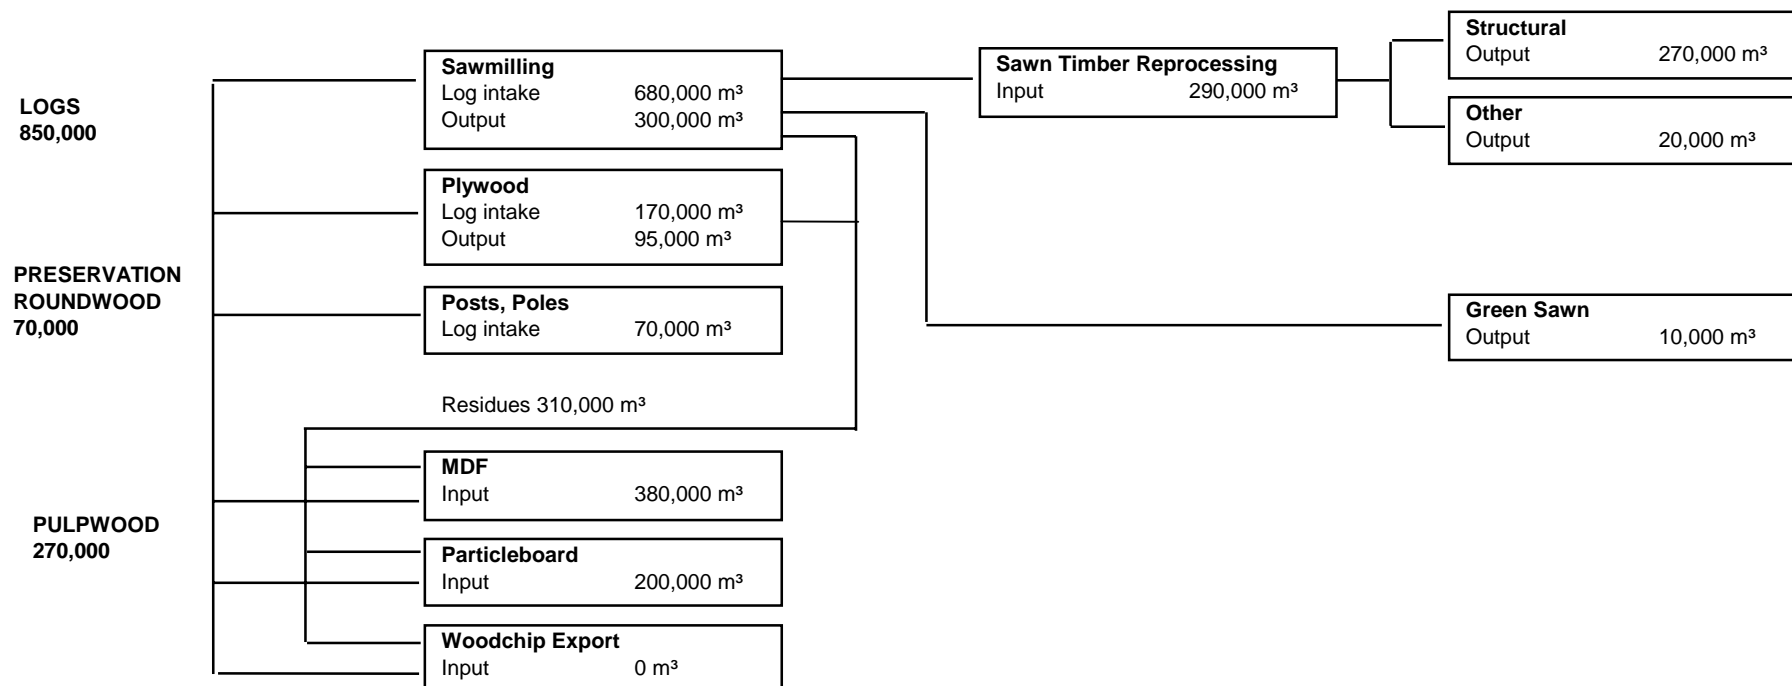 LOGS
850,000
PRESERVATION
ROUNDWOOD
70,000
PULPWOOD
270,000
Sawmilling
Log intake 680,000 m³
Output 300,000 m³
Plywood
Log intake 170,000 m³
Output 95,000 m³
Posts, Poles
Log intake 70,000 m³
Residues 310,000 m³
MDF
Input 380,000 m³
Particleboard
Input 200,000 m³
Woodchip Export
Input 0 m³
Sawn Timber Reprocessing
Input 290,000 m³
Structural
Output 270,000 m³
Other
Output 20,000 m³
Green Sawn
Output 10,000 m³